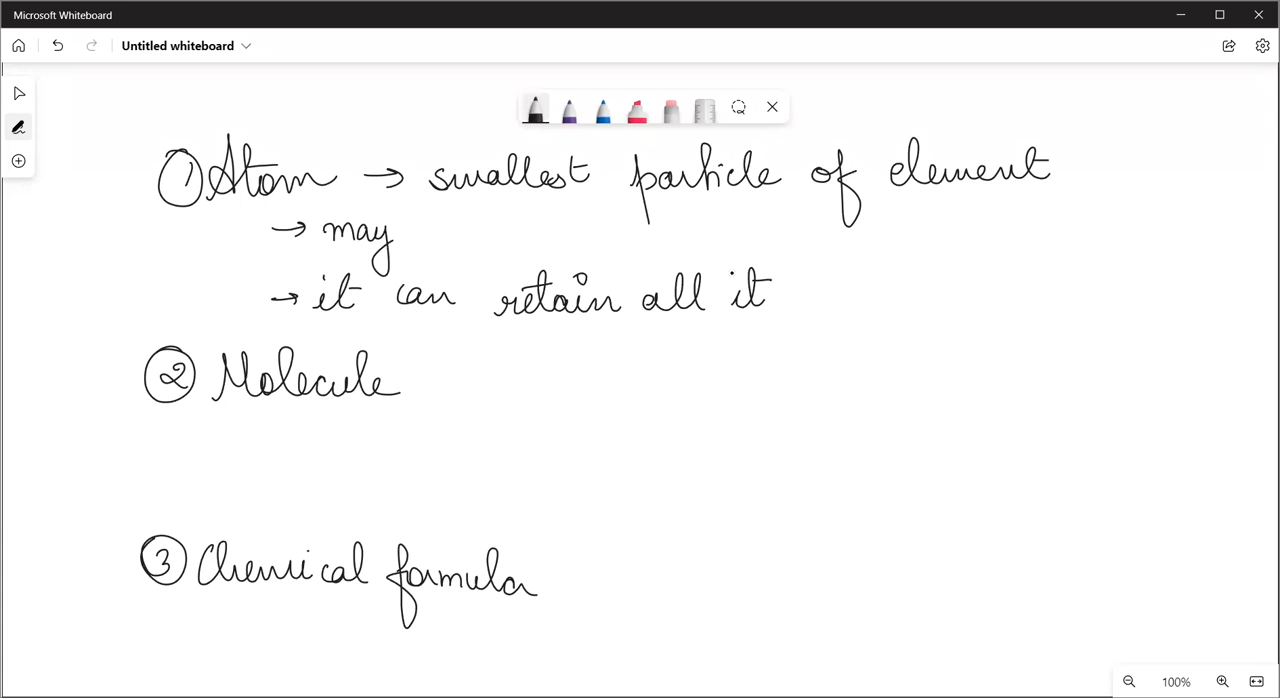 Microsoft Whiteboard
Untitled whiteboard
① Atom → smallest particle of element
→ may
→ it can retain all it
② Molecule
③ Chemical formula
100%